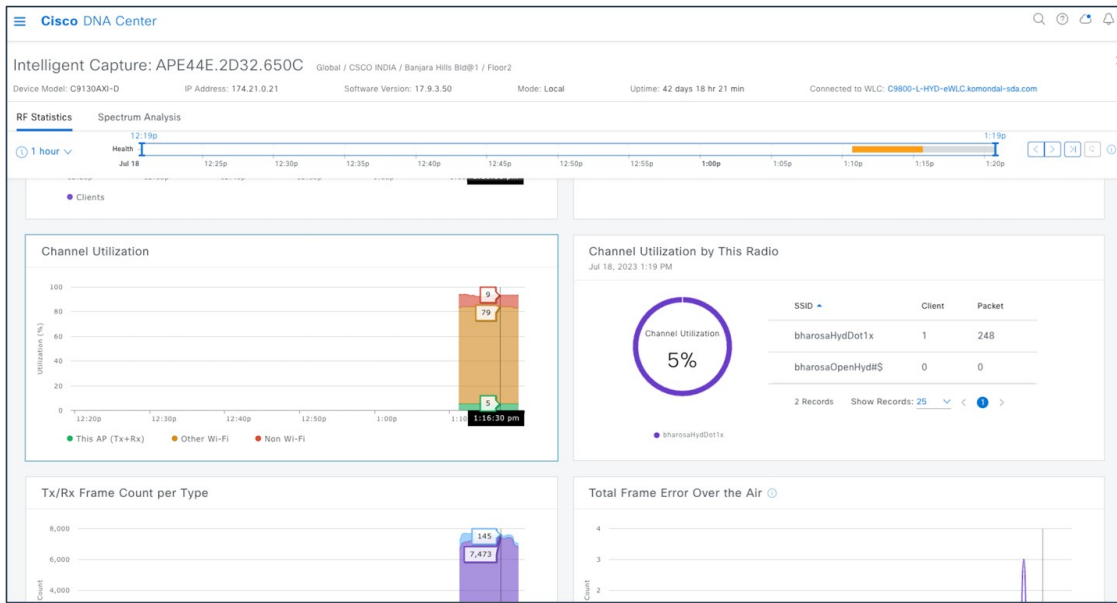 Cisco DNA Center
Intelligent Capture: APE44E.2D32.650C Global / CSCO INDIA / Banjara Hills Bld@1 / Floor2
Device Model: C9130AXI-D IP Address: 174.21.0.21 Software Version: 17.9.3.50 Mode: Local Uptime: 42 days 18 hr 21 min Connected to WLC: C9800-L-HYD-eWLC.komondal-sda.com
RF Statistics Spectrum Analysis
12:19p 1:19p
1 hour Health
Jul 18 12:25p 12:30p 12:35p 12:40p 12:45p 12:50p 12:55p 1:00p 1:05p 1:10p 1:15p 1:20p
Clients
Channel Utilization
Utilization (%)
100
80
60
40
20
0
9
79
5
12:20p 12:30p 12:40p 12:50p 1:00p 1:10 1:16:30 pm
This AP (Tx+Rx) Other Wi-Fi Non Wi-Fi
Channel Utilization by This Radio
Jul 18, 2023 1:19 PM
Channel Utilization
5%
bharosaHydDot1x
SSID Client Packet
bharosaHydDot1x 1 248
bharosaOpenHyd#$ 0 0
2 Records Show Records: 25 1
Tx/Rx Frame Count per Type
8,000
6,000
4,000
Count
145
7,473
Total Frame Error Over the Air
4
3
2
Count